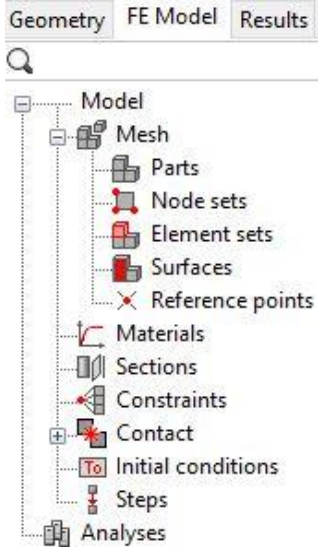 Geometry FE Model Results
Model
Mesh
Parts
Node sets
Element sets
Surfaces
Reference points
Materials
Sections
Constraints
Contact
To Initial conditions
Steps
Analyses